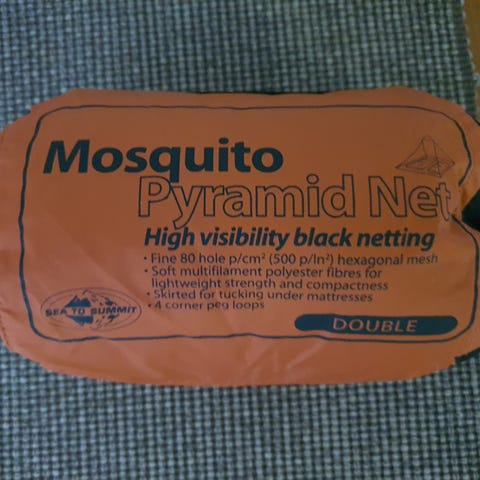 Mosquito
Pyramid Net
High visibility black netting
• Fine 80 hole p/cm² (500 p/In²) hexagonal mesh
• Soft multifilament polyester fibres for
lightweight strength and compactness
• Skirted for tucking under mattresses
• 4 corner peg loops
SEA TO SUMMIT
DOUBLE